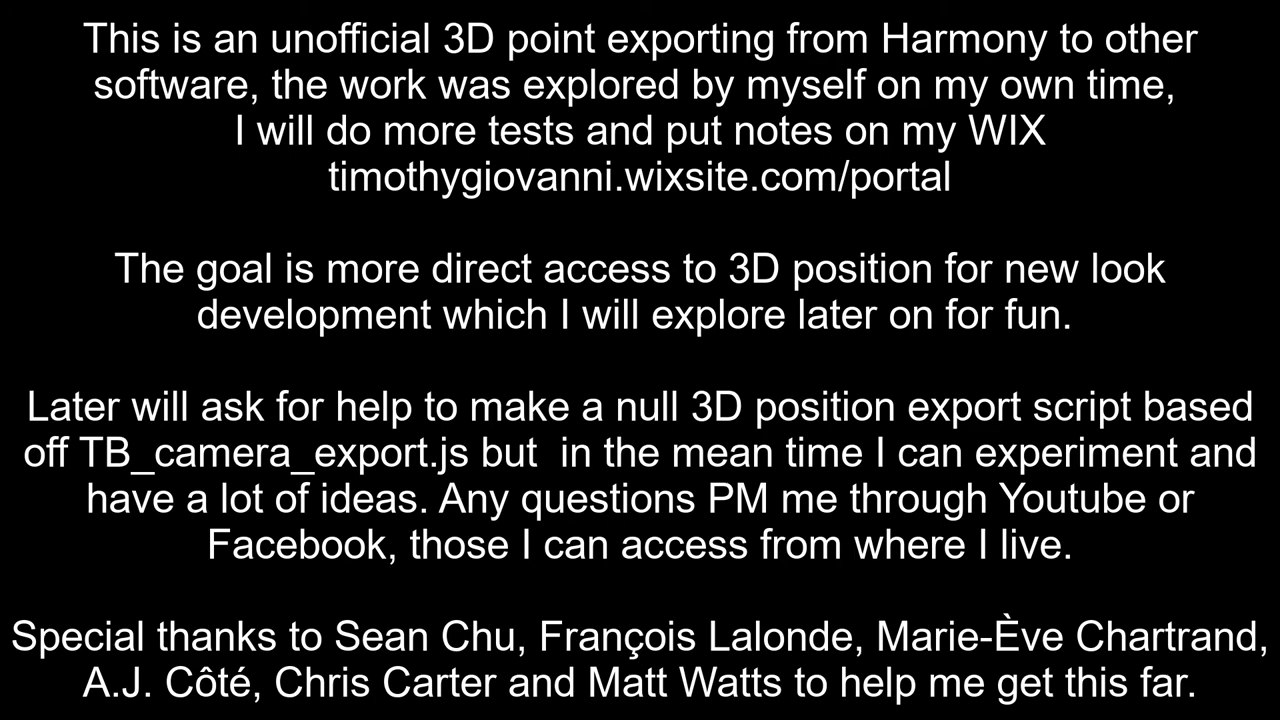 This is an unofficial 3D point exporting from Harmony to other
software, the work was explored by myself on my own time,
I will do more tests and put notes on my WIX
timothygiovanni.wixsite.com/portal
The goal is more direct access to 3D position for new look
development which I will explore later on for fun.
Later will ask for help to make a null 3D position export script based
off TB_camera_export.js but  in the mean time I can experiment and
have a lot of ideas. Any questions PM me through Youtube or
Facebook, those I can access from where I live.
Special thanks to Sean Chu, François Lalonde, Marie-Ève Chartrand,
A.J. Côté, Chris Carter and Matt Watts to help me get this far.